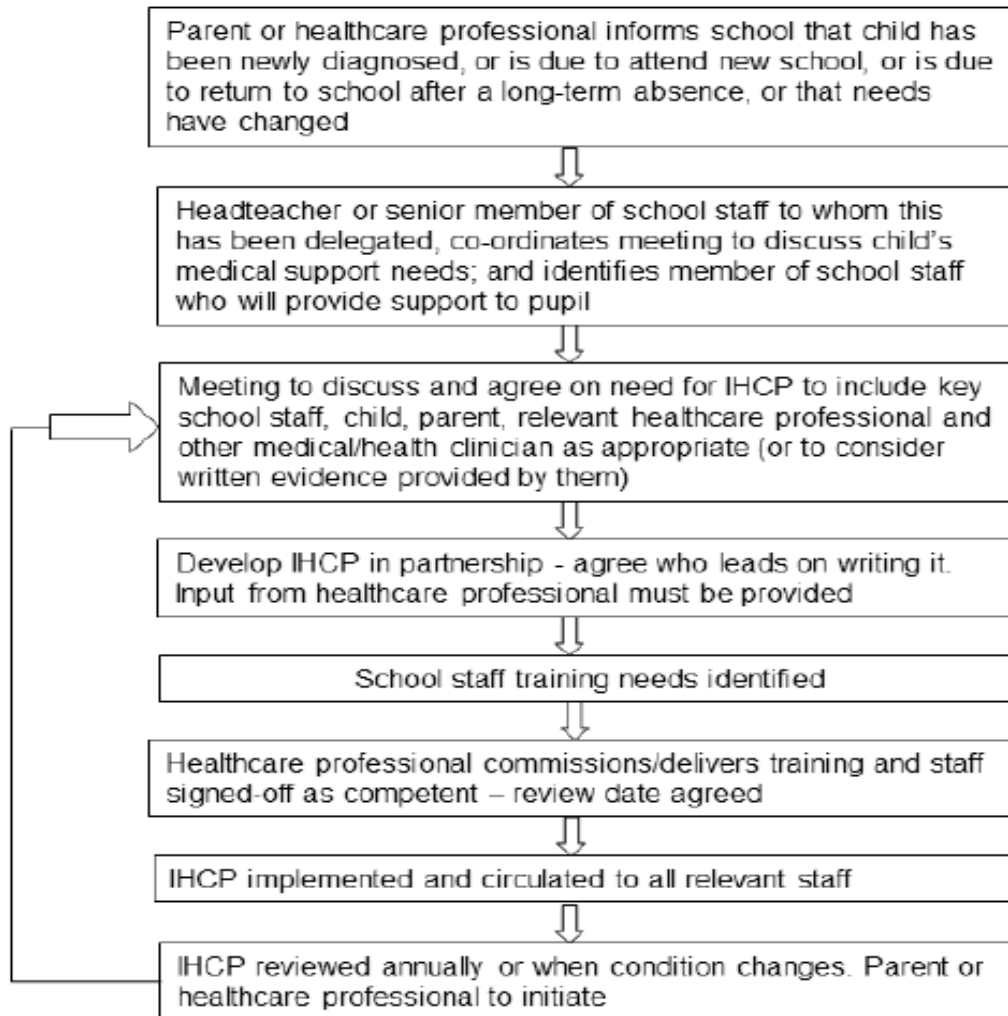 Parent or healthcare professional informs school that child has
been newly diagnosed, or is due to attend new school, or is due
to return to school after a long-term absence, or that needs
have changed
Headteacher or senior member of school staff to whom this
has been delegated, co-ordinates meeting to discuss child's
medical support needs; and identifies member of school staff
who will provide support to pupil
Meeting to discuss and agree on need for IHCP to include key
school staff, child, parent, relevant healthcare professional and
other medical/health clinician as appropriate (or to consider
written evidence provided by them)
Develop IHCP in partnership - agree who leads on writing it.
Input from healthcare professional must be provided
School staff training needs identified
Healthcare professional commissions/delivers training and staff
signed-off as competent – review date agreed
IHCP implemented and circulated to all relevant staff
IHCP reviewed annually or when condition changes. Parent or
healthcare professional to initiate